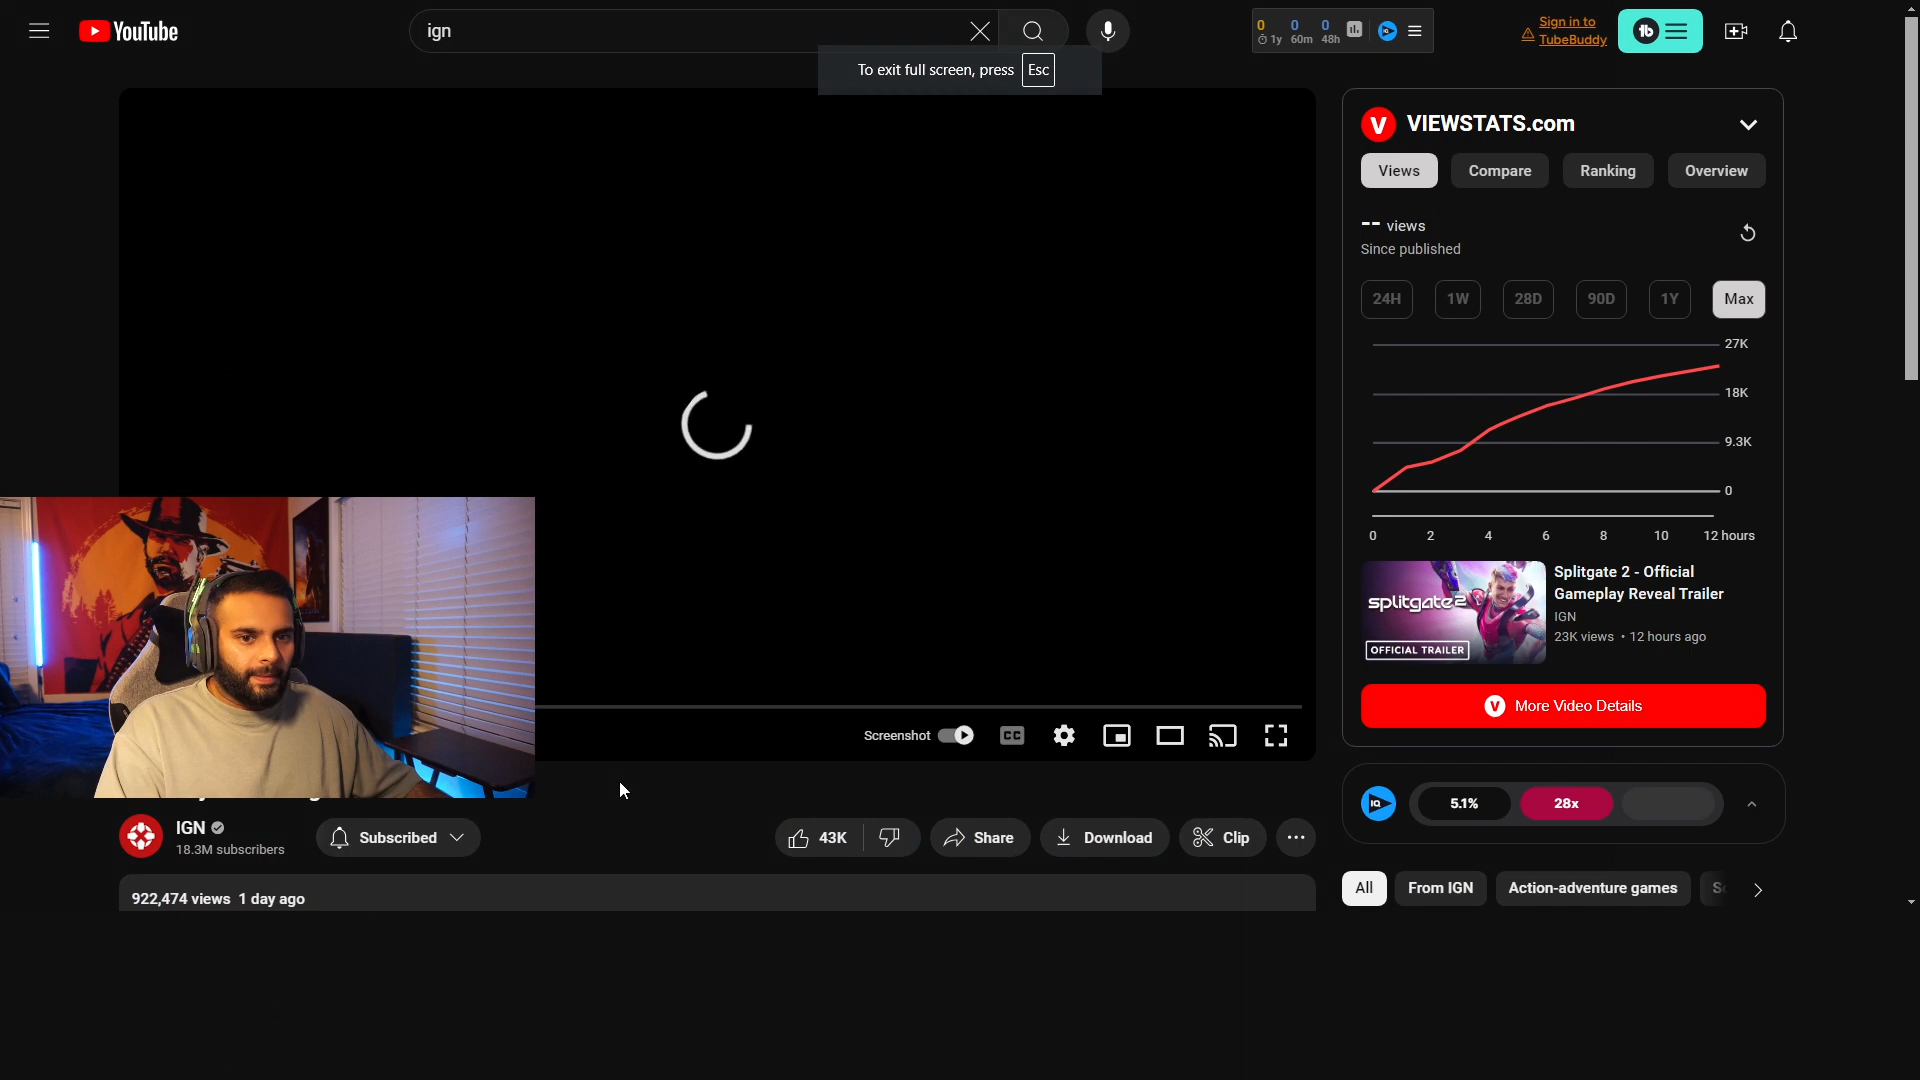 YouTube
ign
To exit full screen, press Esc
0 0 0
1y 60m 48h
Sign in to
TubeBuddy
VIEWSTATS.com
Views Compare Ranking Overview
-- views
Since published
24H 1W 28D 90D 1Y Max
27K
18K
9.3K
0
0 2 4 6 8 10 12 hours
splitgate2
OFFICIAL TRAILER
Splitgate 2 - Official
Gameplay Reveal Trailer
IGN
23K views • 12 hours ago
More Video Details
Screenshot CC
IQ 5.1% 28x
IGN
18.3M subscribers
Subscribed
43K
Share
Download
Clip
All From IGN Action-adventure games
922,474 views 1 day ago